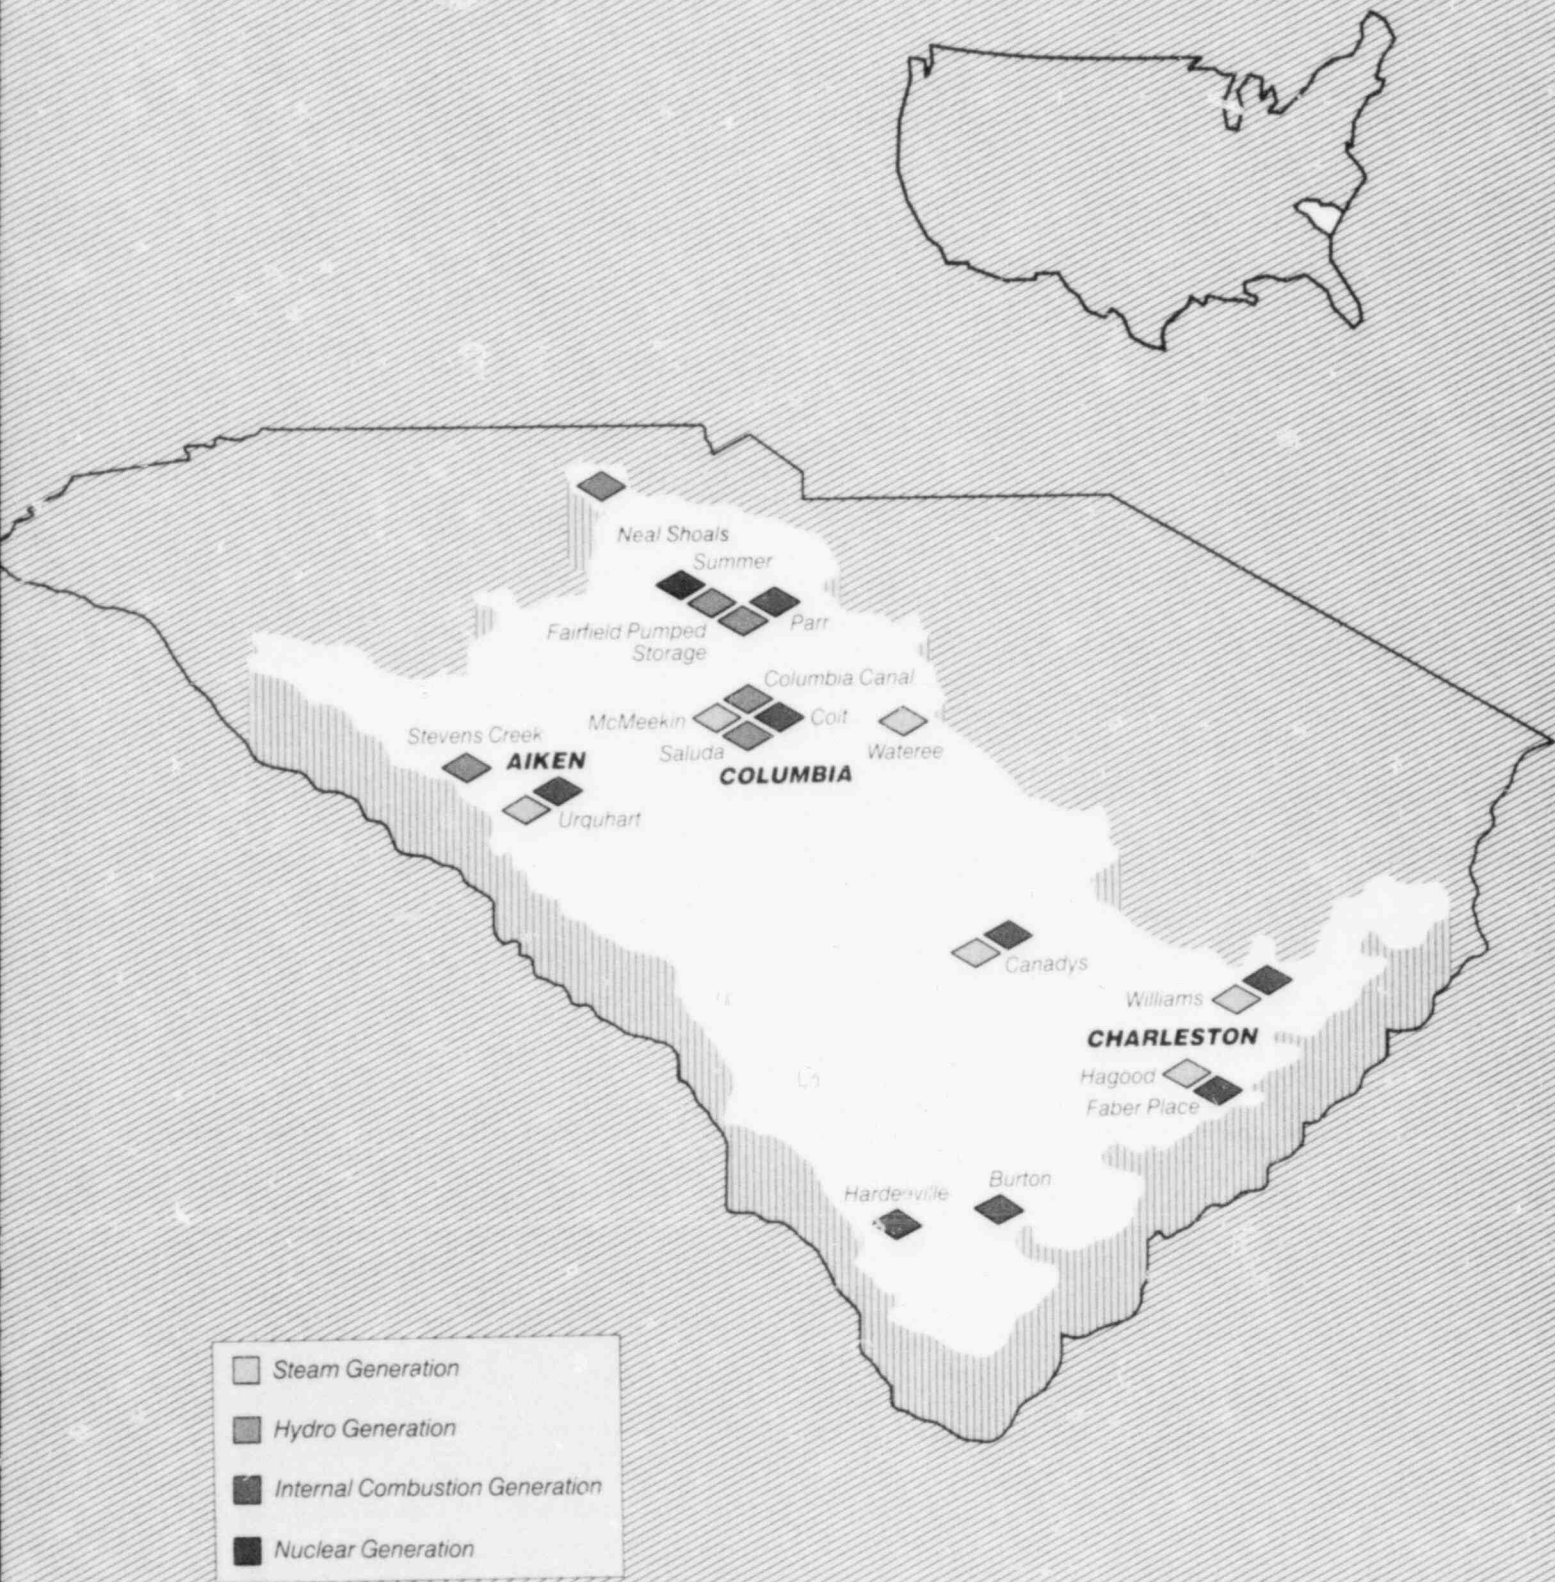 Neal Shoals
Summer
Fairfield Pumped
Storage
Parr
Columbia Canal
McMeekin
Coit
Saluda
Wateree
COLUMBIA
Stevens Creek
AIKEN
Urquhart
Canadys
Williams
CHARLESTON
Hagood
Faber Place
Burton
Steam Generation
Hydro Generation
Internal Combustion Generation
Nuclear Generation